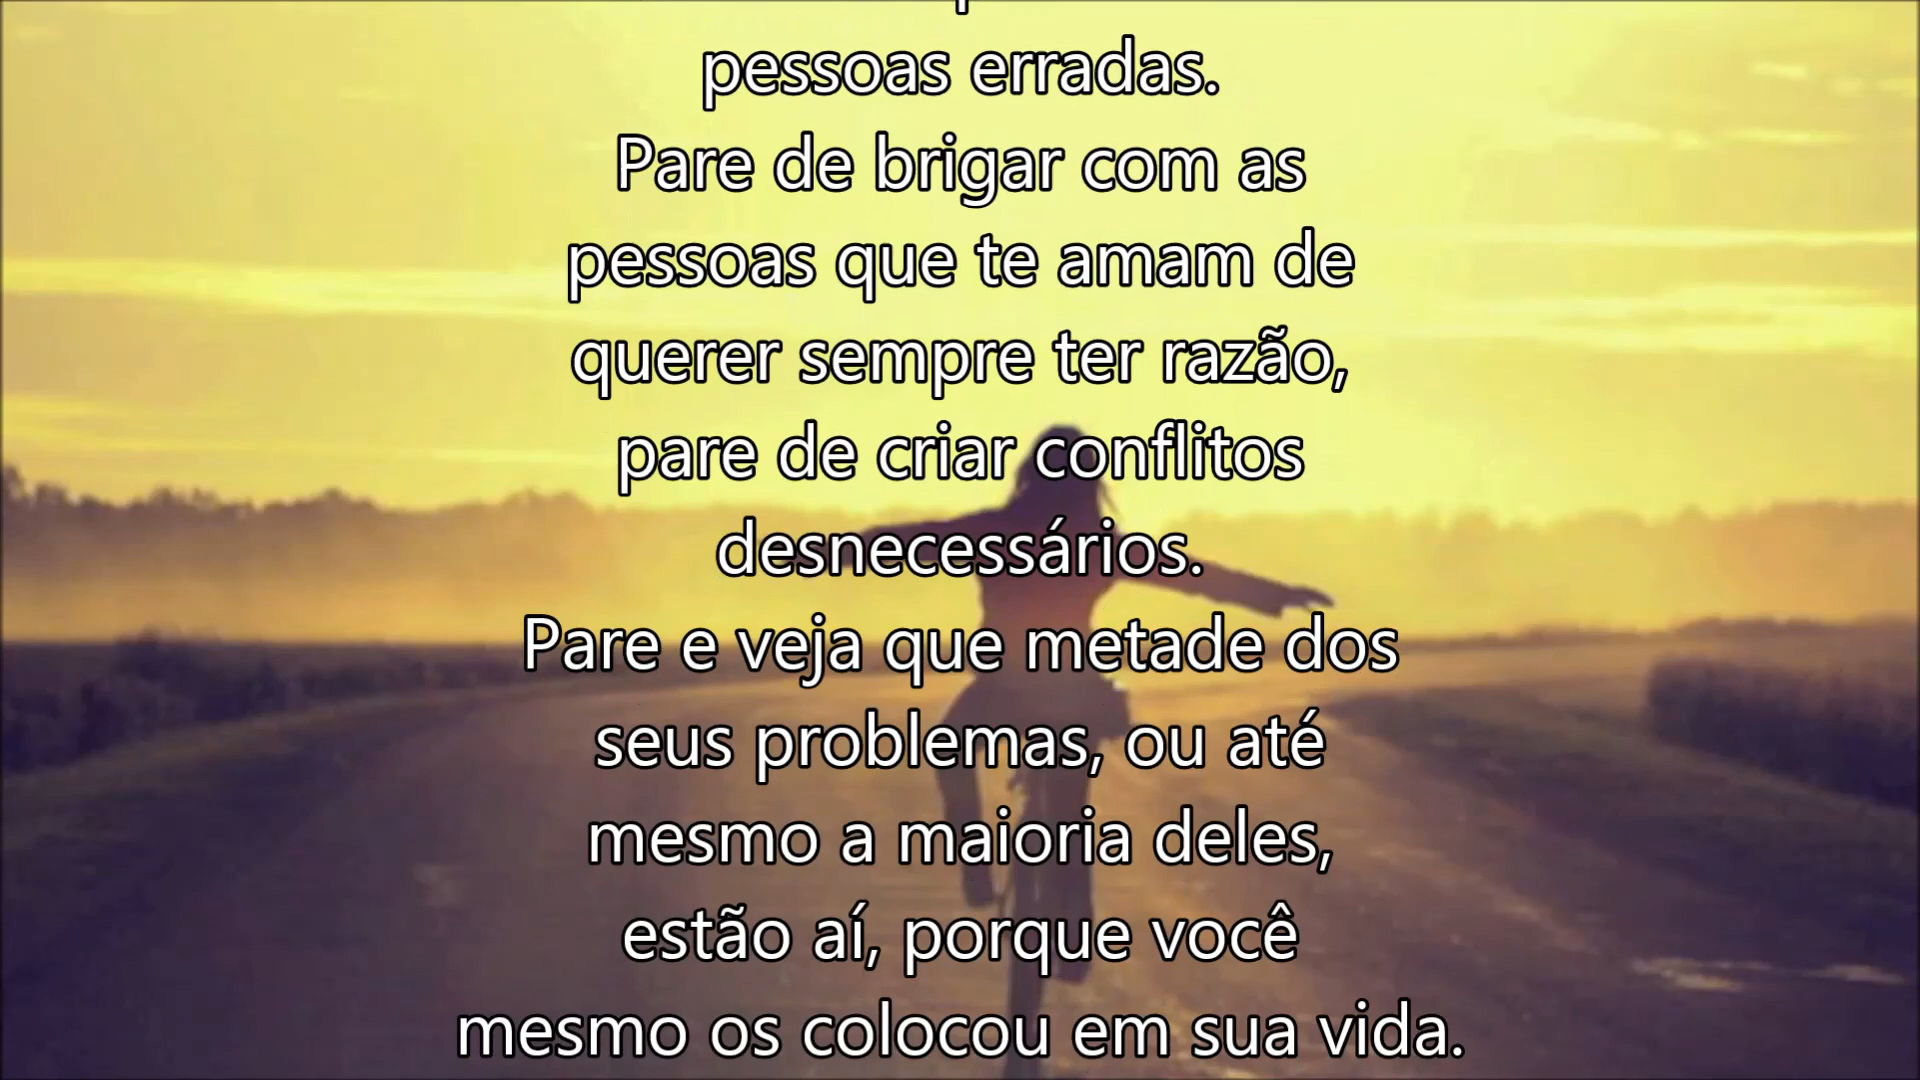 pessoas erradas.
Pare de brigar com as
pessoas que te amam de
querer sempre ter razão,
pare de criar conflitos
desnecessários.
Pare e veja que metade dos
seus problemas, ou até
mesmo a maioria deles,
estão aí, porque você
mesmo os colocou em sua vida.